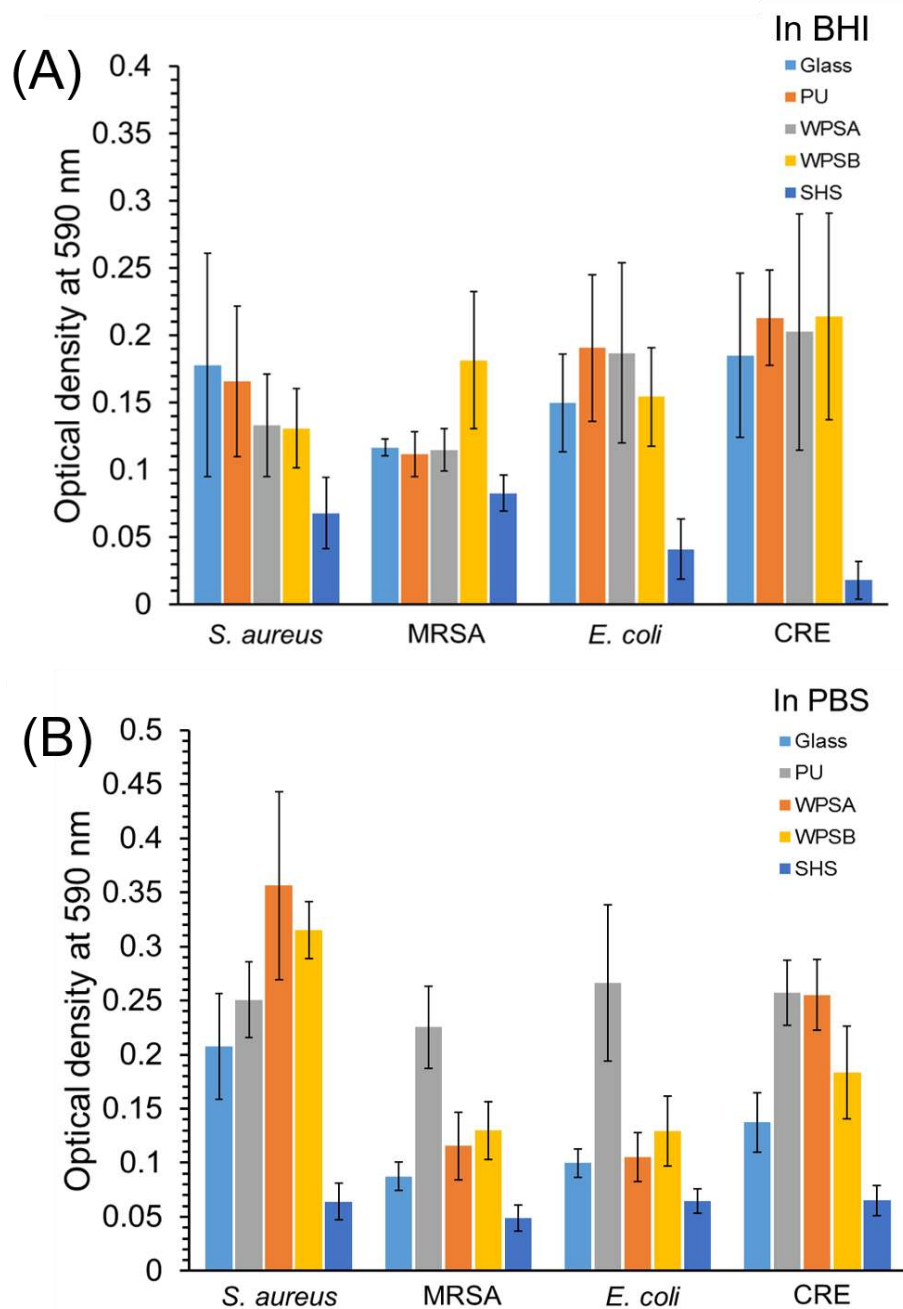 (A)
In BHI
Glass
PU
WPSA
WPSB
SHS
Optical density at 590 nm
0.4
0.35
0.3
0.25
0.2
0.15
0.1
0.05
0
S. aureus MRSA E. coli CRE
(B)
In PBS
Glass
PU
WPSA
WPSB
SHS
Optical density at 590 nm
0.5
0.45
0.4
0.35
0.3
0.25
0.2
0.15
0.1
0.05
0
S. aureus MRSA E. coli CRE